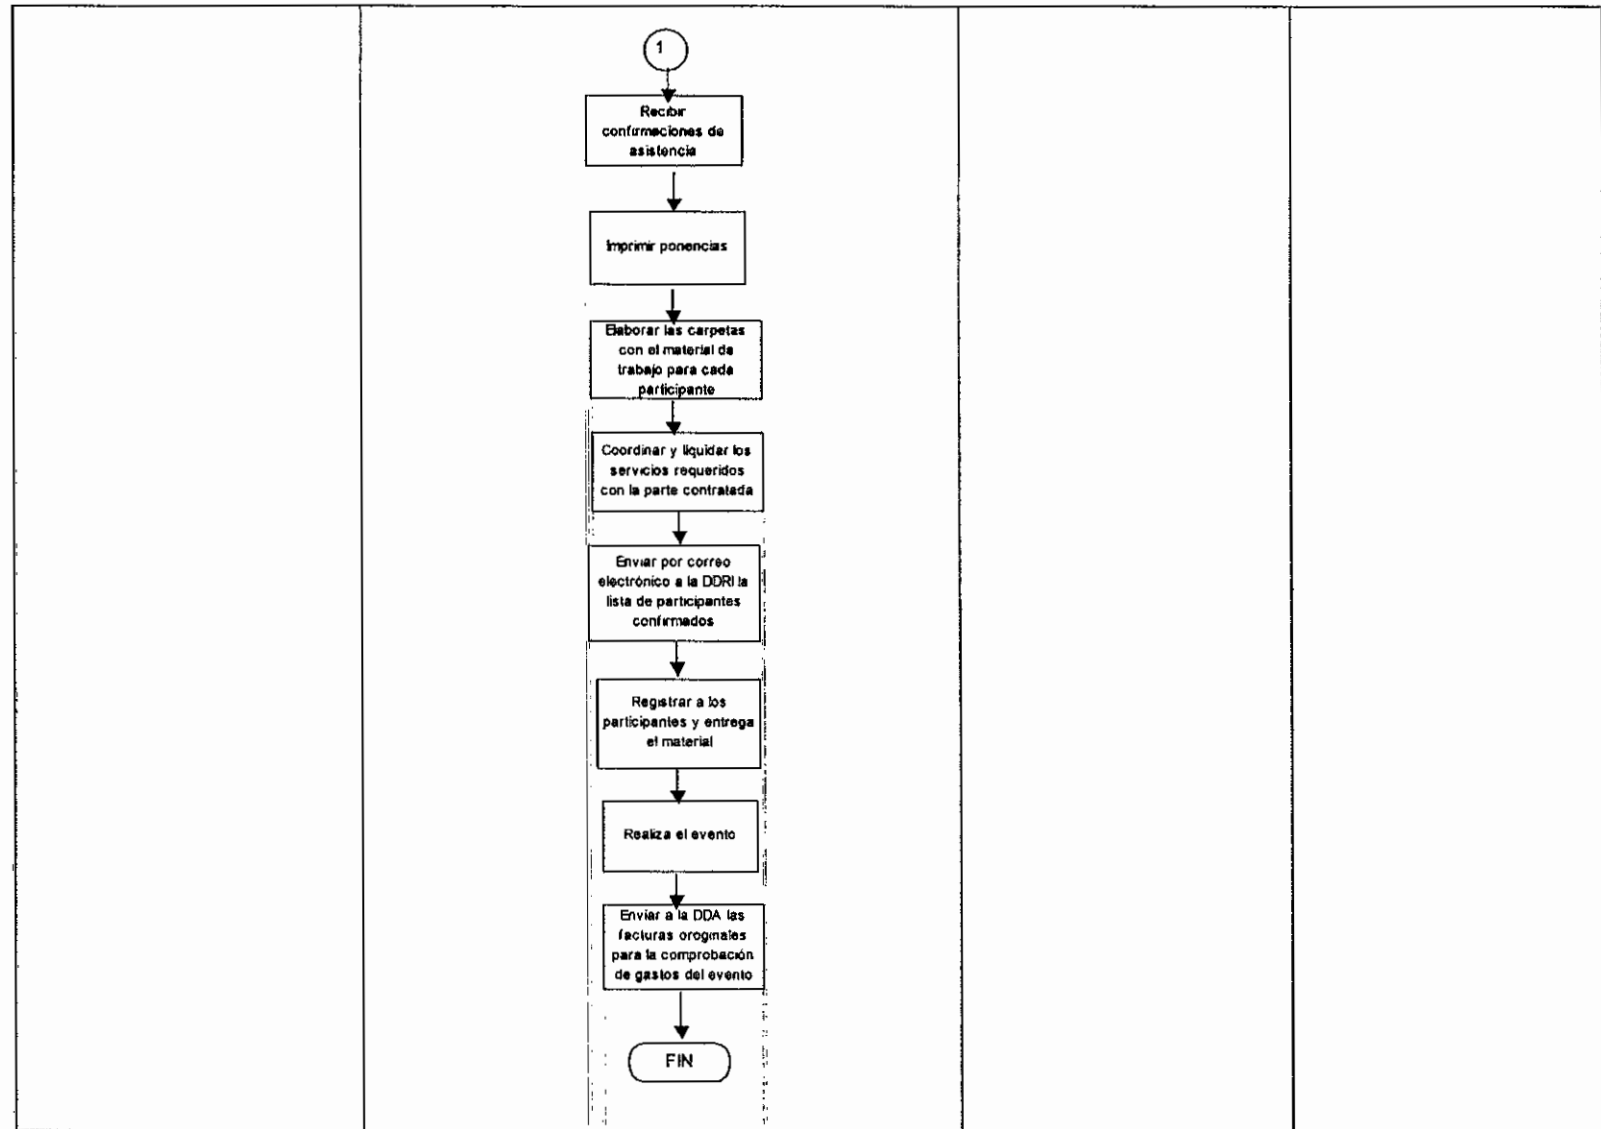 1
Recibir
confirmaciones de
asistencia
Imprimir ponencias
Elaborar las carpetas
con el material de
trabajo para cada
participante
Coordinar y liquidar los
servicios requeridos
con la parte contratada
Enviar por correo
electrónico a la DDRI la
lista de participantes
confirmados
Registrar a los
participantes y entrega
el material
Realiza el evento
Enviar a la DDA las
facturas oroginales
para la comprobación
de gastos del evento
FIN